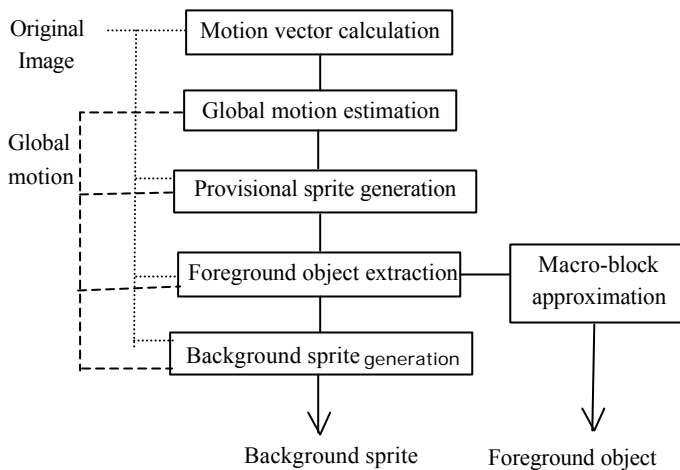 Original
Image
Motion vector calculation
Global motion estimation
Global
motion
Provisional sprite generation
Foreground object extraction
Macro-block
approximation
Background sprite generation
Background sprite
Foreground object